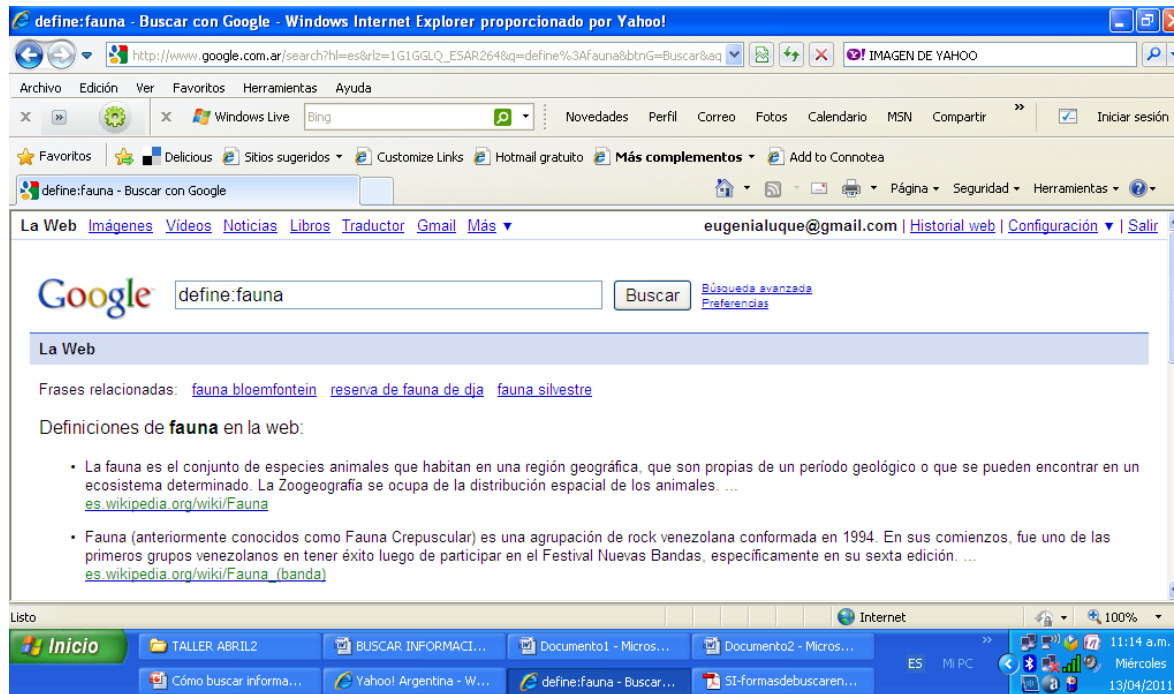 define:fauna - Buscar con Google - Windows Internet Explorer proporcionado por Yahoo!
http://www.google.com.ar/search?hl=es&rlz=1G1GGLQ_ESAR264&q=define%3Afauna&btnG=Buscar&aq IMAGEN DE YAHOO
Archivo Edición Ver Favoritos Herramientas Ayuda
x » X Windows Live Bing Novedades Perfil Correo Fotos Calendario MSN Compartir » Iniciar sesión
Favoritos Delicious Sitios sugeridos Customize Links Hotmail gratuito Más complementos Add to Connotea
define:fauna - Buscar con Google Página Seguridad Herramientas
La Web Imágenes Vídeos Noticias Libros Traductor Gmail Más ▼ eugenialuque@gmail.com | Historial web | Configuración ▼ | Salir
Google define:fauna Buscar Búsqueda avanzada
Preferencias
La Web
Frases relacionadas: fauna bloemfontein reserva de fauna de dja fauna silvestre
Definiciones de fauna en la web:
• La fauna es el conjunto de especies animales que habitan en una región geográfica, que son propias de un período geológico o que se pueden encontrar en un
ecosistema determinado. La Zoogeografía se ocupa de la distribución espacial de los animales. ...
es.wikipedia.org/wiki/Fauna
• Fauna (anteriormente conocidos como Fauna Crepuscular) es una agrupación de rock venezolana conformada en 1994. En sus comienzos, fue uno de las
primeros grupos venezolanos en tener éxito luego de participar en el Festival Nuevas Bandas, específicamente en su sexta edición. ...
es.wikipedia.org/wiki/Fauna_(banda)
Listo Internet 100%
Inicio TALLER ABRIL2 BUSCAR INFORMACI... Documento1 - Micros... Documento2 - Micros... » 11:14 a.m.
ES Mi PC Miércoles
Cómo buscar informa... Yahoo! Argentina - W... define:fauna - Buscar... SI-formasdebuscaren... 13/04/2011